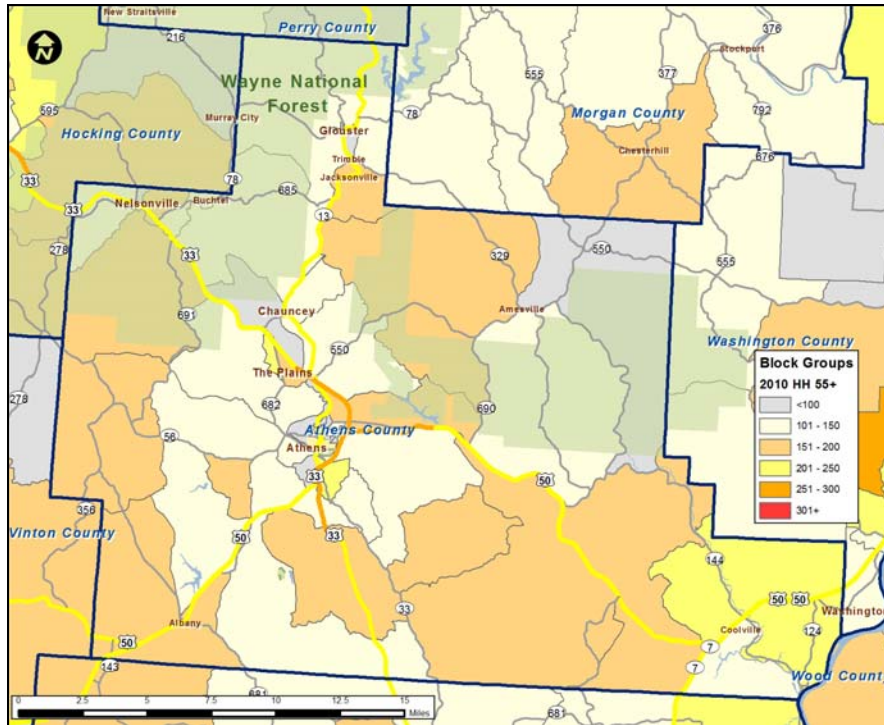 New Straitsville
Perry County
216
376
Stockport
Wayne National
Forest
555
377
595
Murray City
Glouster
78
Morgan County
792
Hocking County
Trimble
Chesterhill
676
33
Jacksonville
78
685
33
Nelsonville
Buchtel
13
278
33
329
550
555
691
Chauncey
Amesville
Washington County
278
The Plains
550
Block Groups
2010 HH 55+
<100
101 - 150
151 - 200
201 - 250
251 - 300
301+
682
690
56
Athens County
Athens
33
50
356
Vinton County
50
33
144
50 50
Washington
33
Albany
50
7
Coolville
124
143
7
Wood County
681
681
0 2.5 5 7.5 10 12.5 15
Miles
N